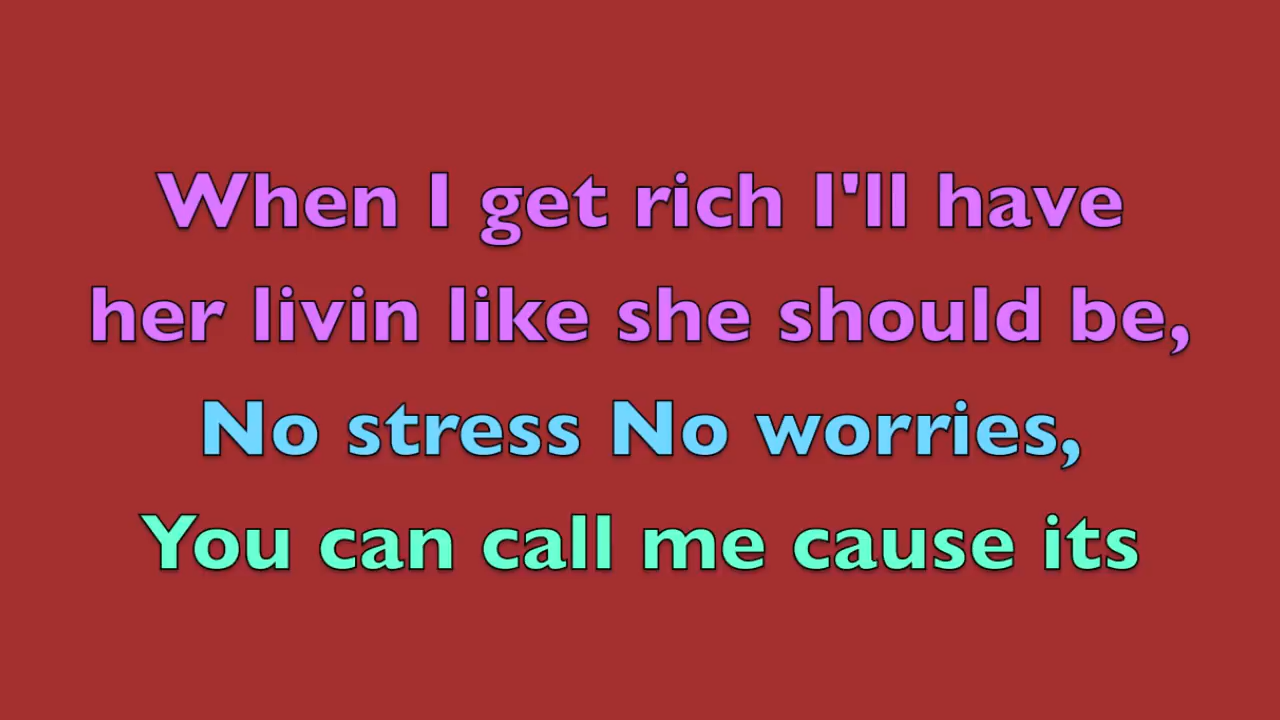 When I get rich I'll have
her livin like she should be,
No stress No worries,
You can call me cause its